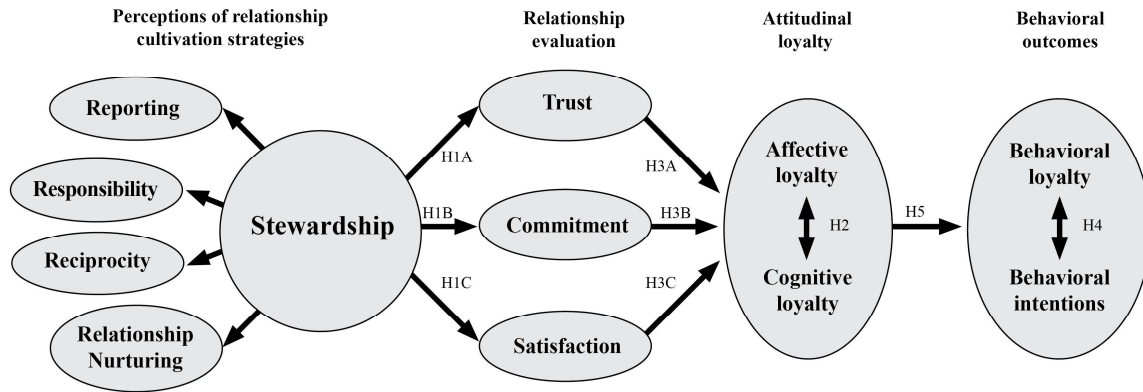 Perceptions of relationship
cultivation strategies
Relationship
evaluation
Attitudinal
loyalty
Behavioral
outcomes
Reporting
Responsibility
Reciprocity
Relationship
Nurturing
Stewardship
H1A
H1B
H1C
Trust
Commitment
Satisfaction
H3A
H3B
H3C
Affective
loyalty
H2
Cognitive
loyalty
H5
Behavioral
loyalty
H4
Behavioral
intentions